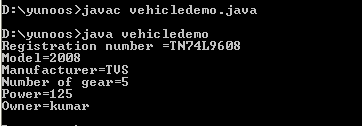 D:\yunoos>javac vehicledemo.java
D:\yunoos>java vehicledemo
Registration number =TN74L9608
Model=2008
Manufacturer=TVS
Number of gear=5
Power=125
Owner=kumar